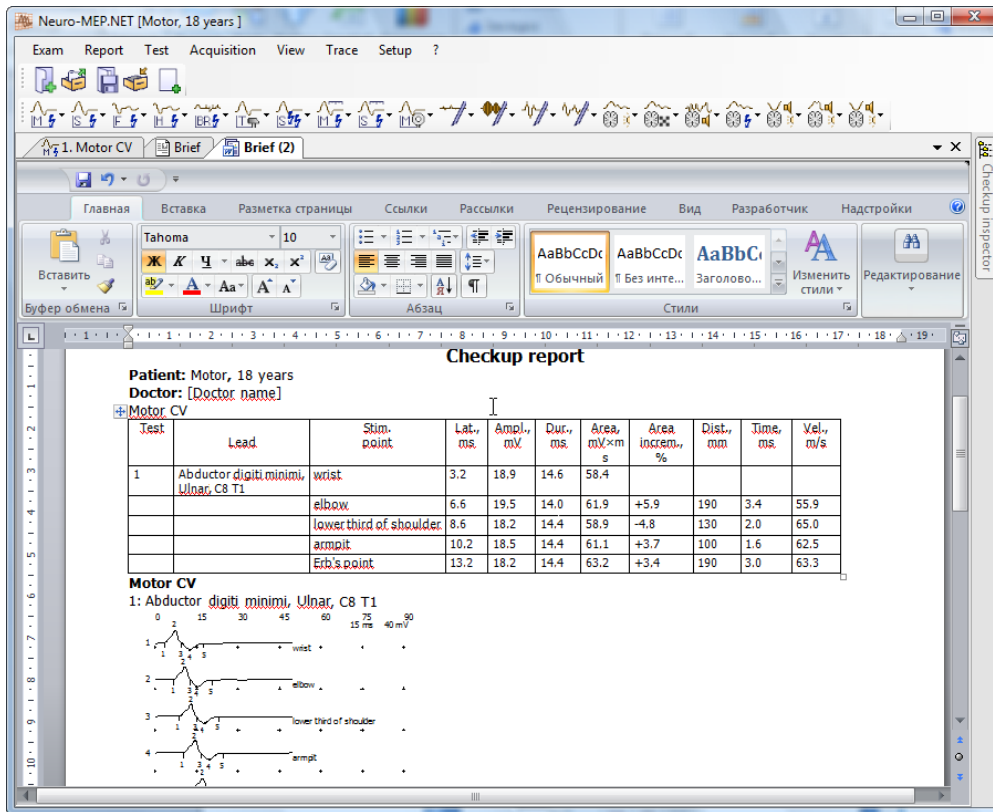 Neuro-MEP.NET [Motor, 18 years ]
Exam Report Test Acquisition View Trace Setup ?
1. Motor CV Brief Brief (2)
Checkup inspector
Главная Вставка Разметка страницы Ссылки Рассылки Рецензирование Вид Разработчик Надстройки
Вставить
Буфер обмена
Tahoma 10
Ж К Ч abe x₂ x²
ab A Aa A A
Шрифт
Абзац
AaBbCcDc AaBbCcDc AaBbC
¶ Обычный ¶ Без инте... Заголово...
Изменить стили
Стили
Редактирование
Checkup report
Patient: Motor, 18 years
Doctor: [Doctor name]
Motor CV
Test Lead Stim. point Lat., ms Ampl., mV Dur., ms Area, mV×ms Area increm., % Dist., mm Time, ms Vel., m/s
1 Abductor digiti minimi, Ulnar, C8 T1 wrist 3.2 18.9 14.6 58.4
elbow 6.6 19.5 14.0 61.9 +5.9 190 3.4 55.9
lower third of shoulder 8.6 18.2 14.4 58.9 -4.8 130 2.0 65.0
armpit 10.2 18.5 14.4 61.1 +3.7 100 1.6 62.5
Erb's point 13.2 18.2 14.4 63.2 +3.4 190 3.0 63.3
Motor CV
1: Abductor digiti minimi, Ulnar, C8 T1
0 15 30 45 60 75 90
15 ms 40 mV
1 wrist
2 elbow
3 lower third of shoulder
4 armpit